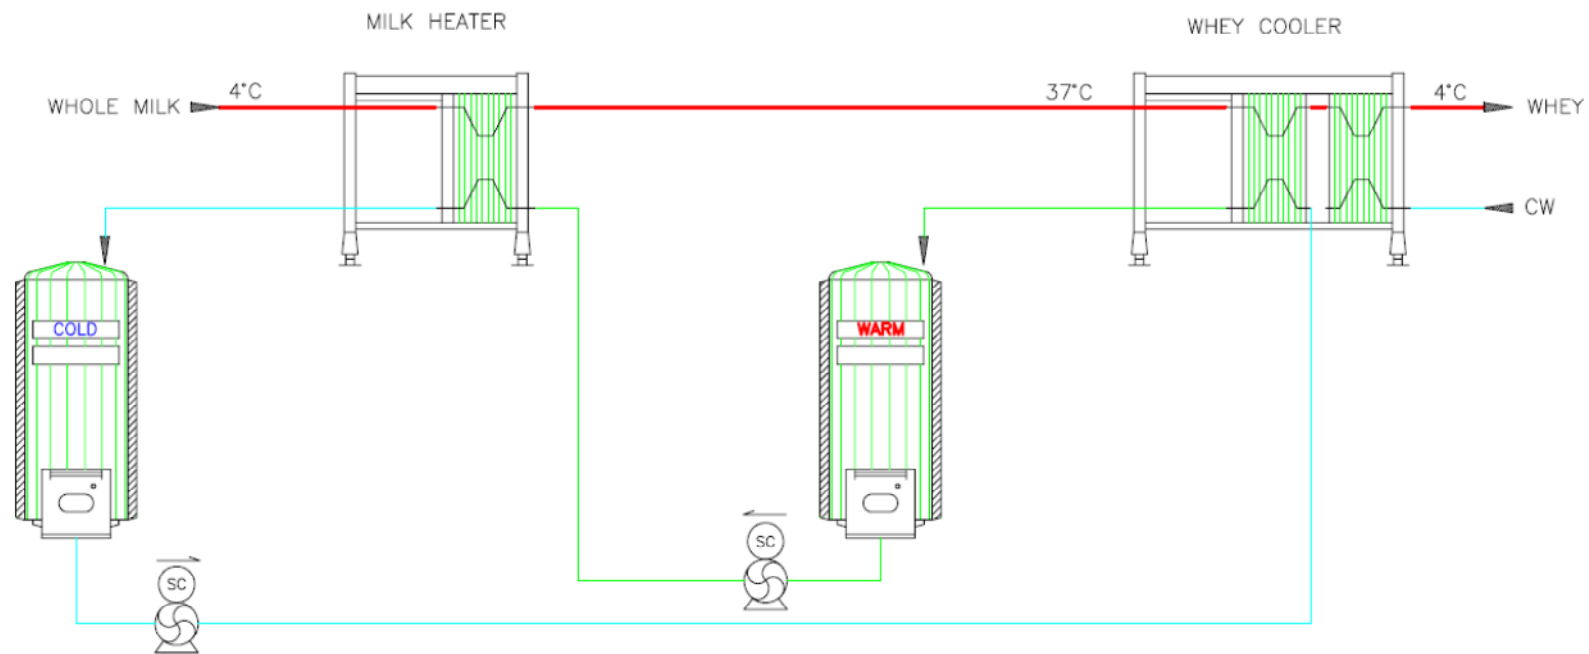 MILK HEATER
WHEY COOLER
WHOLE MILK
4°C
37°C
4°C
WHEY
CW
COLD
WARM
SC
SC